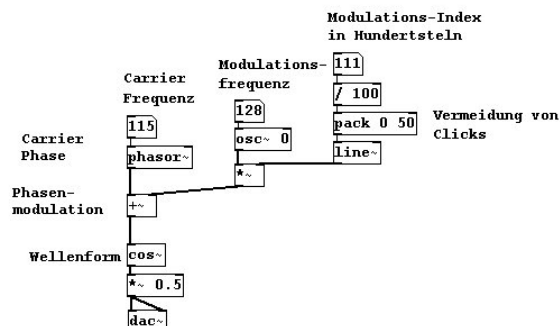 Modulations-Index
in Hundertsteln
111
Modulations-
frequenz
/ 100
Carrier
Frequenz
128
pack 0 50
Vermeidung von
Clicks
115
osc~ 0
Carrier
Phase
phasor~
*~
line~
Phasen-
modulation
+~
Wellenform
cos~
*~ 0.5
dac~